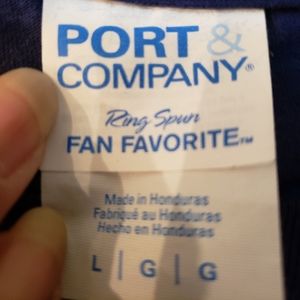 PORT &
COMPANY®
Ring Spun
FAN FAVORITE™
Made in Honduras
Fabriqué au Honduras
Hecho en Honduras
L | G | G